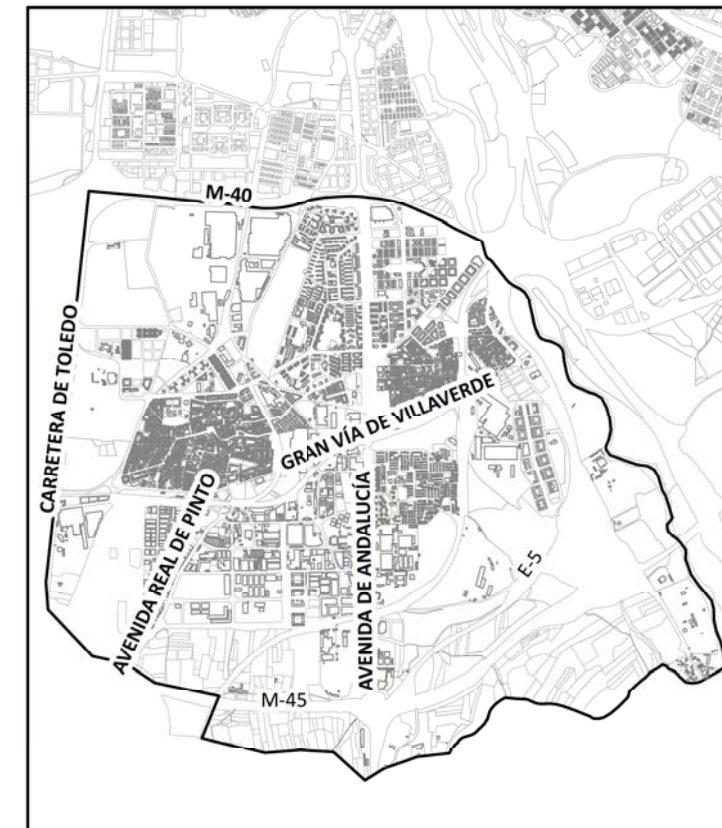 M-40
CARRETERA DE TOLEDO
GRAN VÍA DE VILLAVERDE
AVENIDA REAL DE PINTO
AVENIDA DE ANDALUCÍA
E-5
M-45